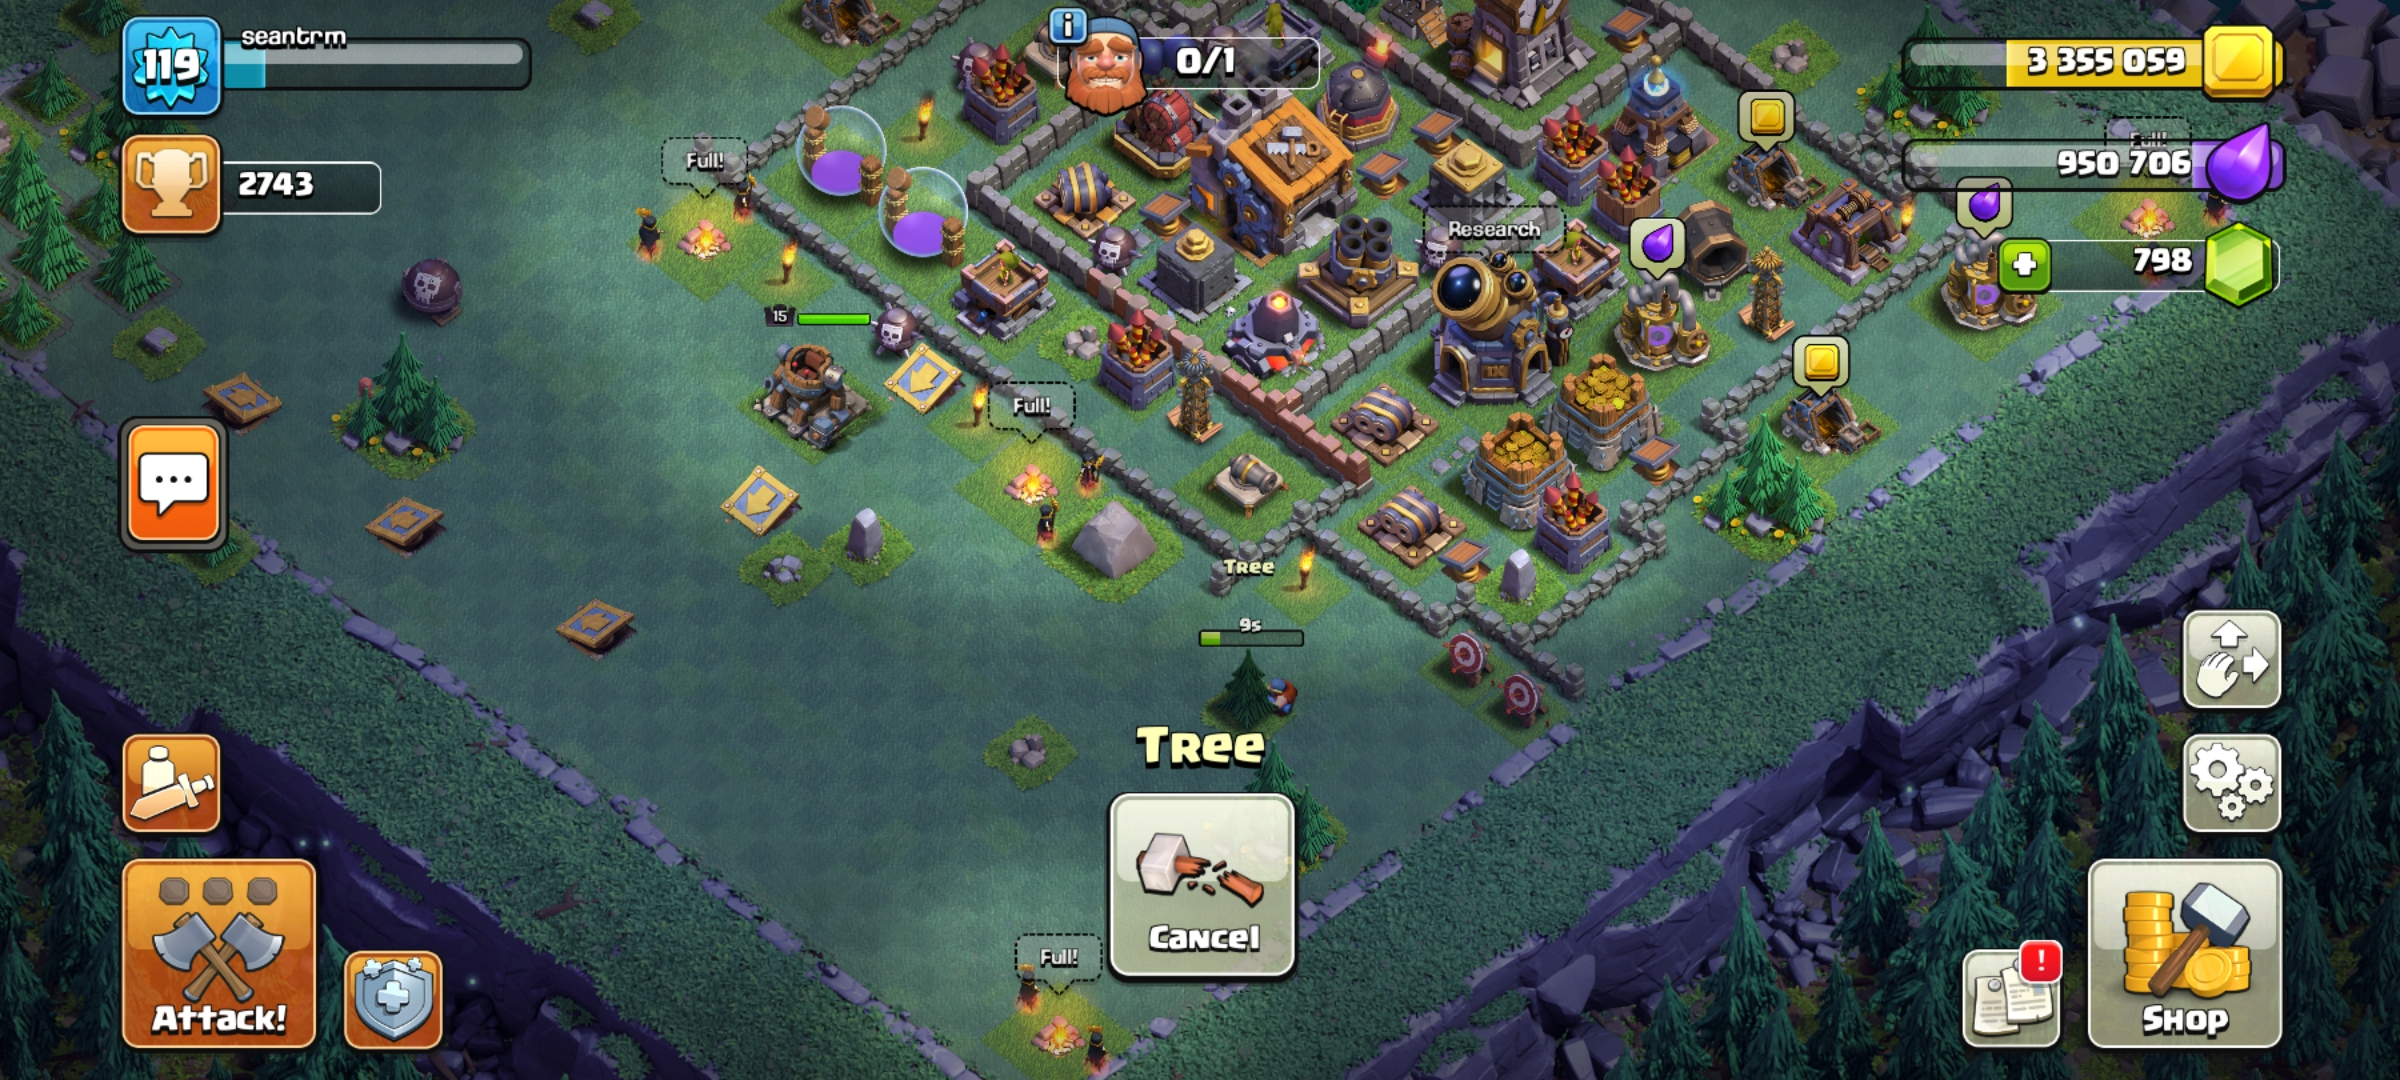 119
seantrm
0/1
3 355 059
Full!
Full!
950 706
2743
Research
798
15
Full!
Tree
9s
Tree
Cancel
Full!
Attack!
!
Shop